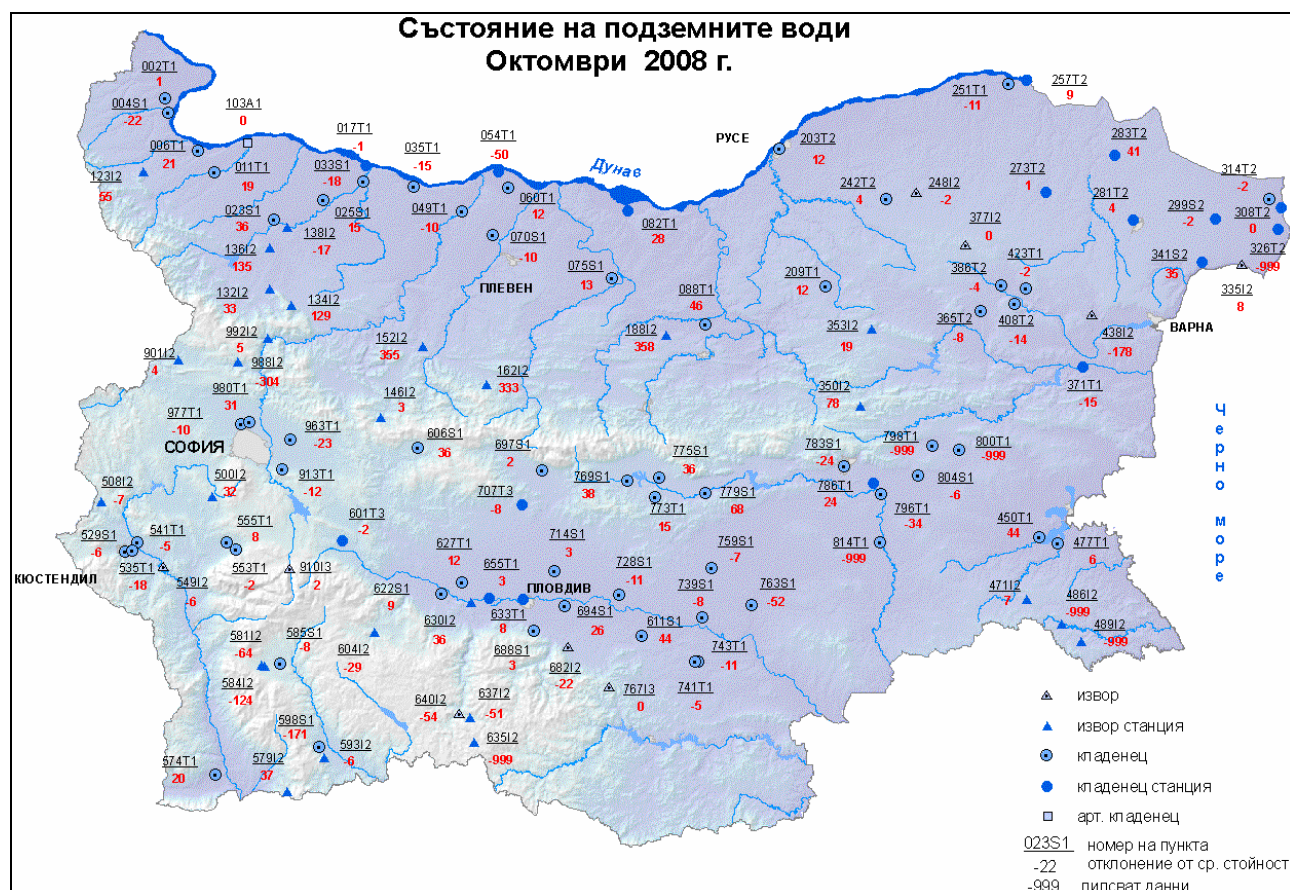 Състояние на подземните води
Октомври 2008 г.
002T1
1
004S1
-22
103A1
0
006T1
21
011T1
19
123I2
55
017T1
-1
033S1
-18
035T1
-15
054T1
-50
023S1
36
025S1
15
138I2
-17
136I2
135
049T1
-10
060T1
12
070S1
-10
Дунав
082T1
28
РУСЕ
203T2
12
251T1
-11
257T2
9
283T2
41
273T2
1
242T2
4
248I2
-2
281T2
4
299S2
-2
314T2
-2
308T2
0
326T2
-999
377I2
0
423T1
-2
386T2
-4
341S2
35
335I2
8
132I2
33
134I2
129
ПЛЕВЕН
075S1
13
088T1
46
209T1
12
365T2
-8
408T2
-14
438I2
-178
ВАРНА
992I2
5
901I2
4
988I2
-304
152I2
355
188I2
358
353I2
19
162I2
333
146I2
3
350I2
78
371T1
-15
980T1
31
977T1
-10
СОФИЯ
963T1
-23
606S1
36
697S1
2
775S1
36
783S1
-24
798T1
-999
800T1
-999
Черно море
500I2
32
913T1
-12
508I2
-7
769S1
38
773T1
15
779S1
68
786T1
24
804S1
-6
796T1
-34
707T3
-8
601T3
-2
555T1
8
541T1
-5
529S1
-6
КЮСТЕНДИЛ
535T1
-18
549I2
-6
553T1
-2
910I3
2
627T1
12
655T1
3
714S1
3
ПЛОВДИВ
728S1
-11
759S1
-7
814T1
-999
450T1
44
477T1
6
622S1
9
630I2
36
633T1
8
694S1
26
611S1
44
739S1
-8
763S1
-52
471I2
7
486I2
-999
489I2
-999
581I2
-64
585S1
-8
604I2
-29
688S1
3
682I2
-22
743T1
-11
741T1
-5
584I2
-124
640I2
-54
637I2
-51
767I3
0
598S1
-171
593I2
-6
635I2
-999
574T1
20
579I2
37
извор
извор станция
кладенец
кладенец станция
арт. кладенец
023S1 номер на пункта
-22 отклонение от ср. стойност
-999 липсват данни